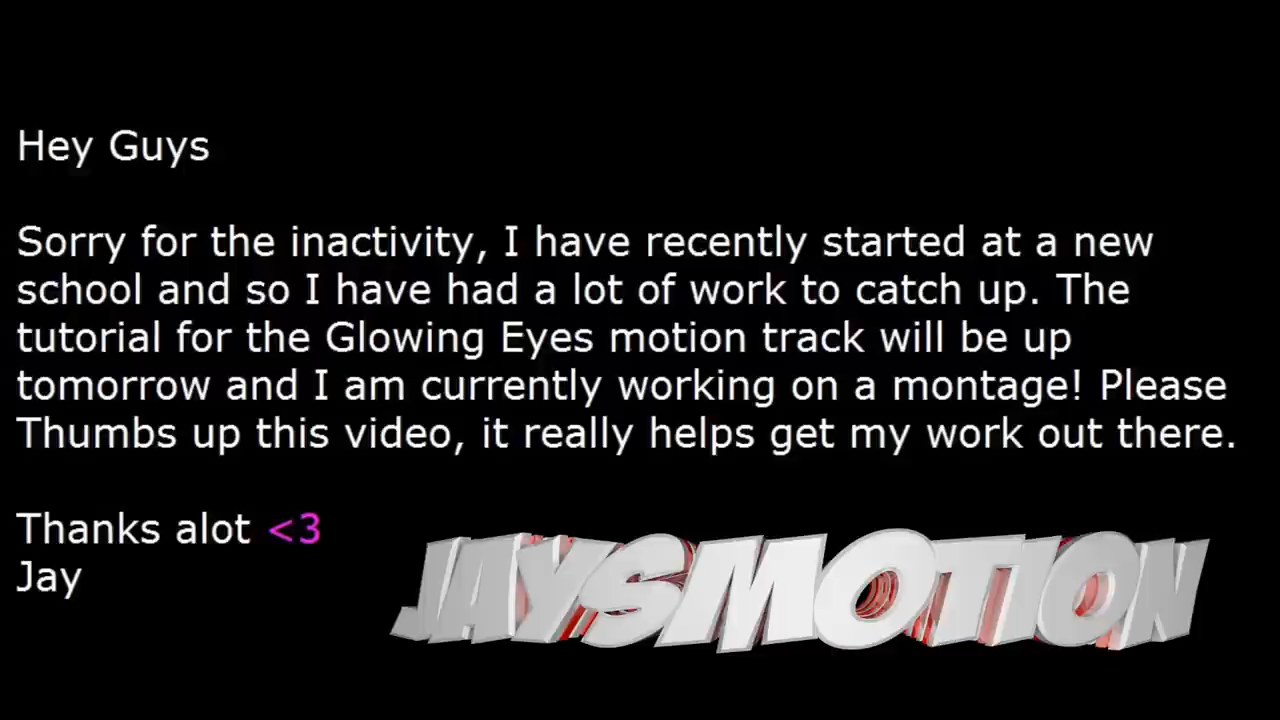 Hey Guys
Sorry for the inactivity, I have recently started at a new
school and so I have had a lot of work to catch up. The
tutorial for the Glowing Eyes motion track will be up
tomorrow and I am currently working on a montage! Please
Thumbs up this video, it really helps get my work out there.
Thanks alot <3
Jay
JAYSMOTION